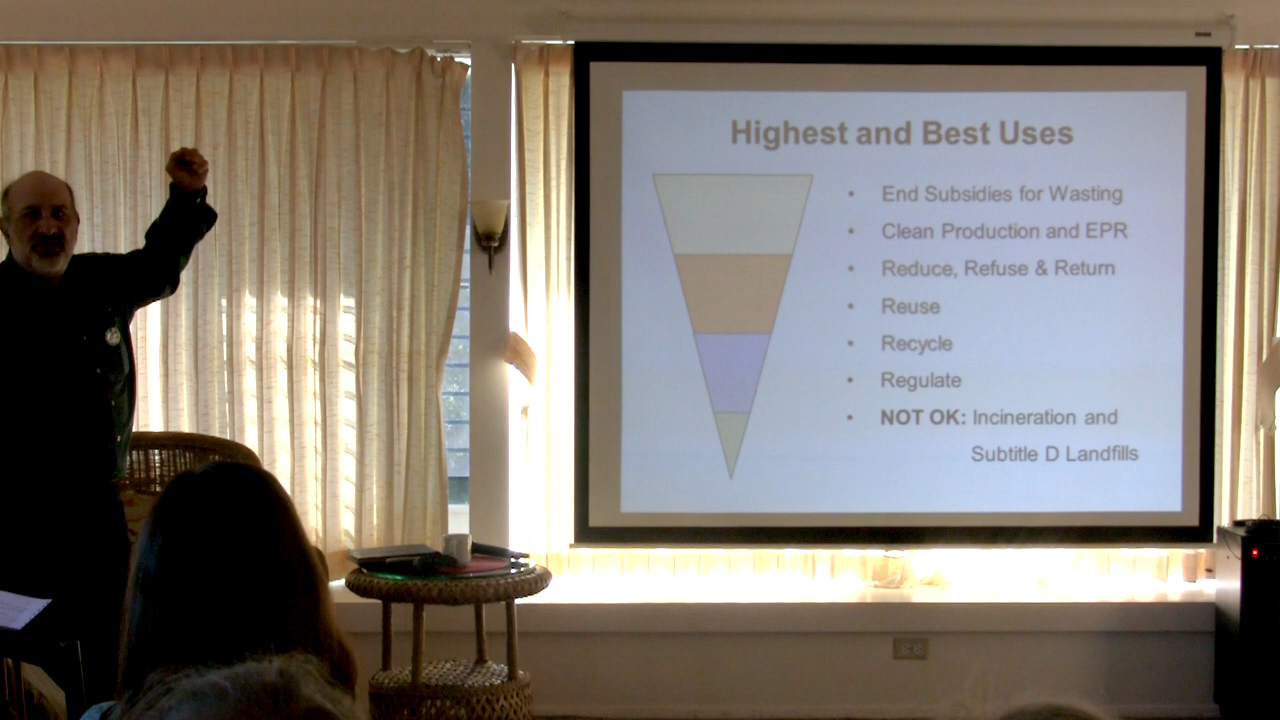 Highest and Best Uses
• End Subsidies for Wasting
• Clean Production and EPR
• Reduce, Refuse & Return
• Reuse
• Recycle
• Regulate
• NOT OK: Incineration and
Subtitle D Landfills